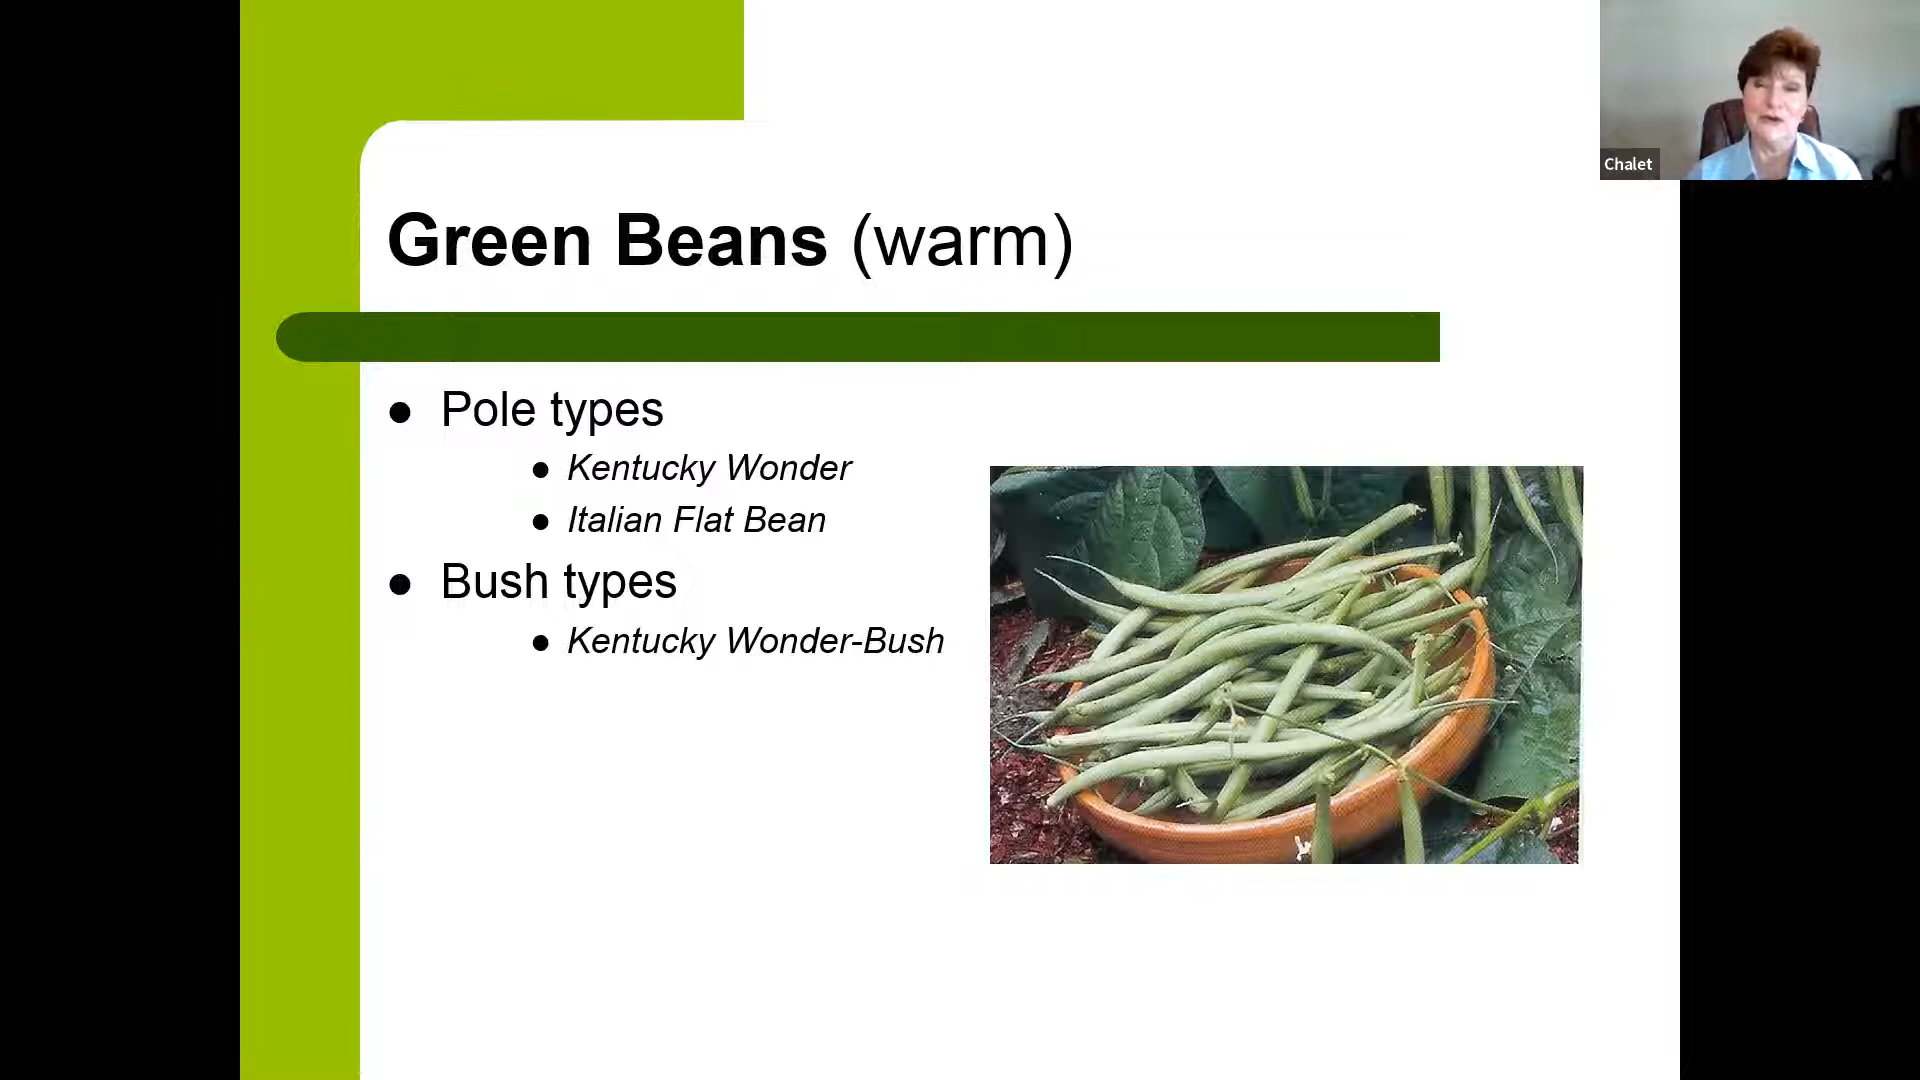 Chalet
Green Beans (warm)
● Pole types
● Kentucky Wonder
● Italian Flat Bean
● Bush types
● Kentucky Wonder-Bush